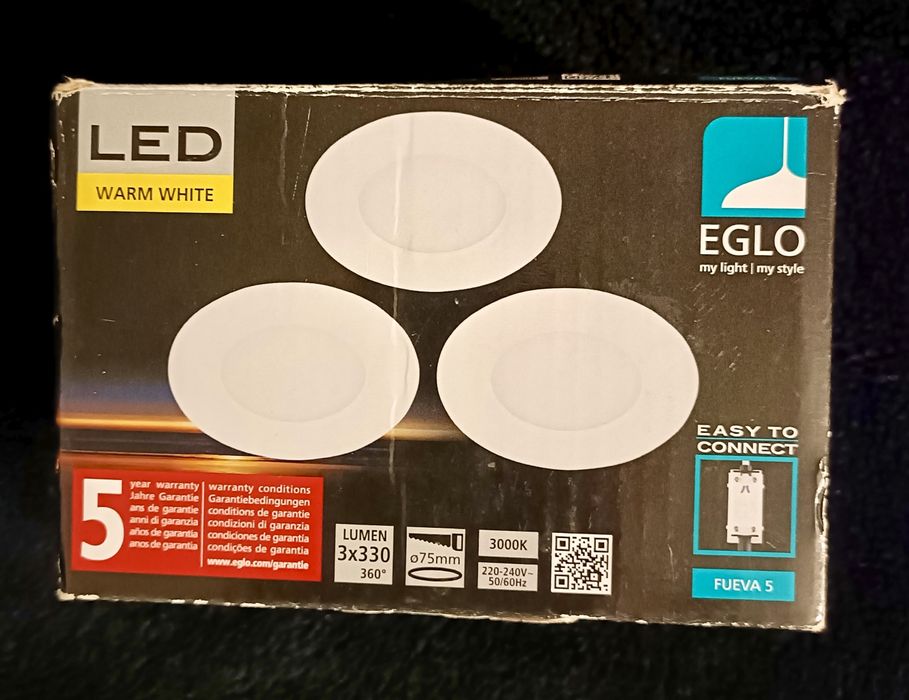 LED
WARM WHITE
EGLO
my light | my style
EASY TO
CONNECT
FUEVA 5
5
year warranty
Jahre Garantie
ans de garantie
anni di garanzia
años de garantía
anos de garantia
warranty conditions
Garantiebedingungen
conditions de garantie
condizioni di garanzia
condiciones de garantía
condições de garantia
www.eglo.com/garantie
LUMEN
3x330
360°
ø75mm
3000K
220-240V~
50/60Hz